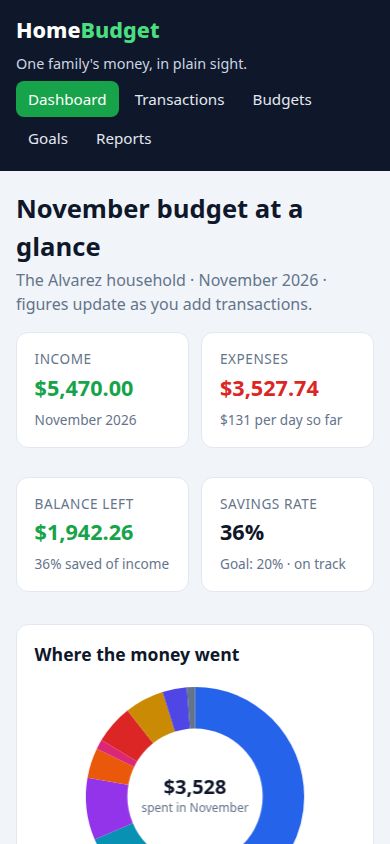 HomeBudget
One family's money, in plain sight.
Dashboard Transactions Budgets
Goals Reports
November budget at a
glance
The Alvarez household · November 2026 ·
figures update as you add transactions.
INCOME
$5,470.00
November 2026
EXPENSES
$3,527.74
$131 per day so far
BALANCE LEFT
$1,942.26
36% saved of income
SAVINGS RATE
36%
Goal: 20% · on track
Where the money went
$3,528
spent in November